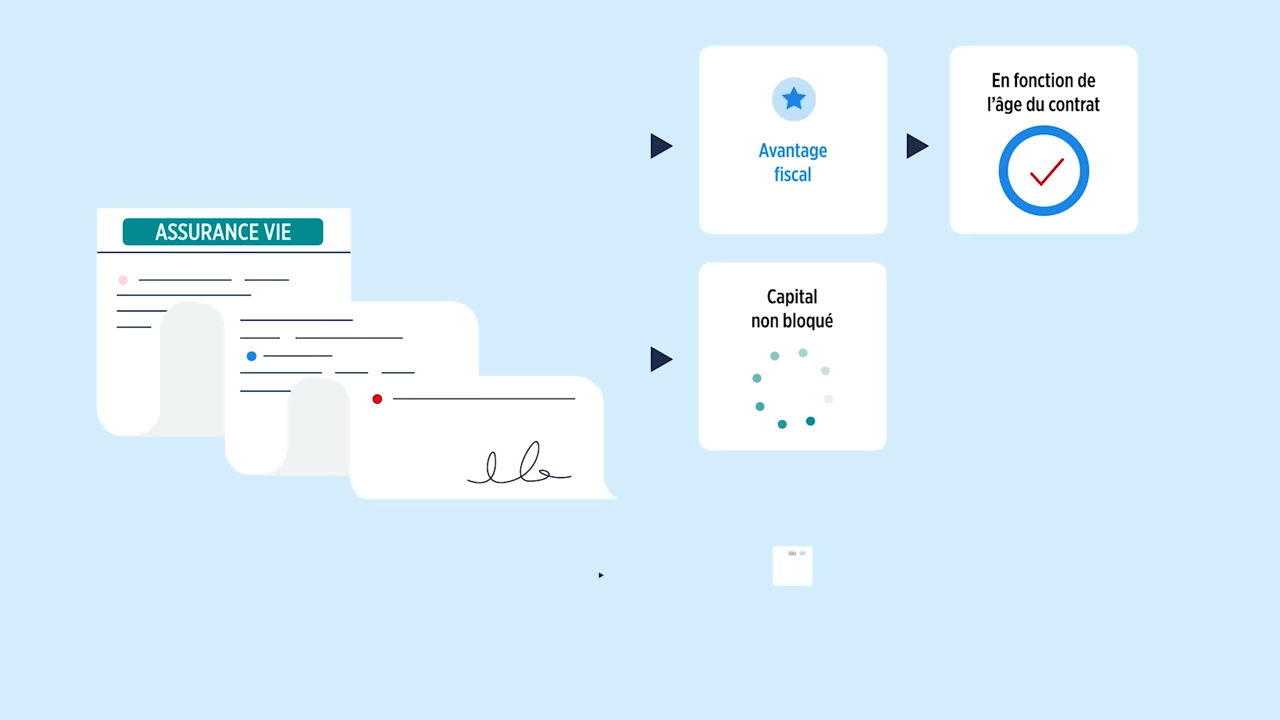 ASSURANCE VIE
Avantage
fiscal
En fonction de
l'âge du contrat
Capital
non bloqué